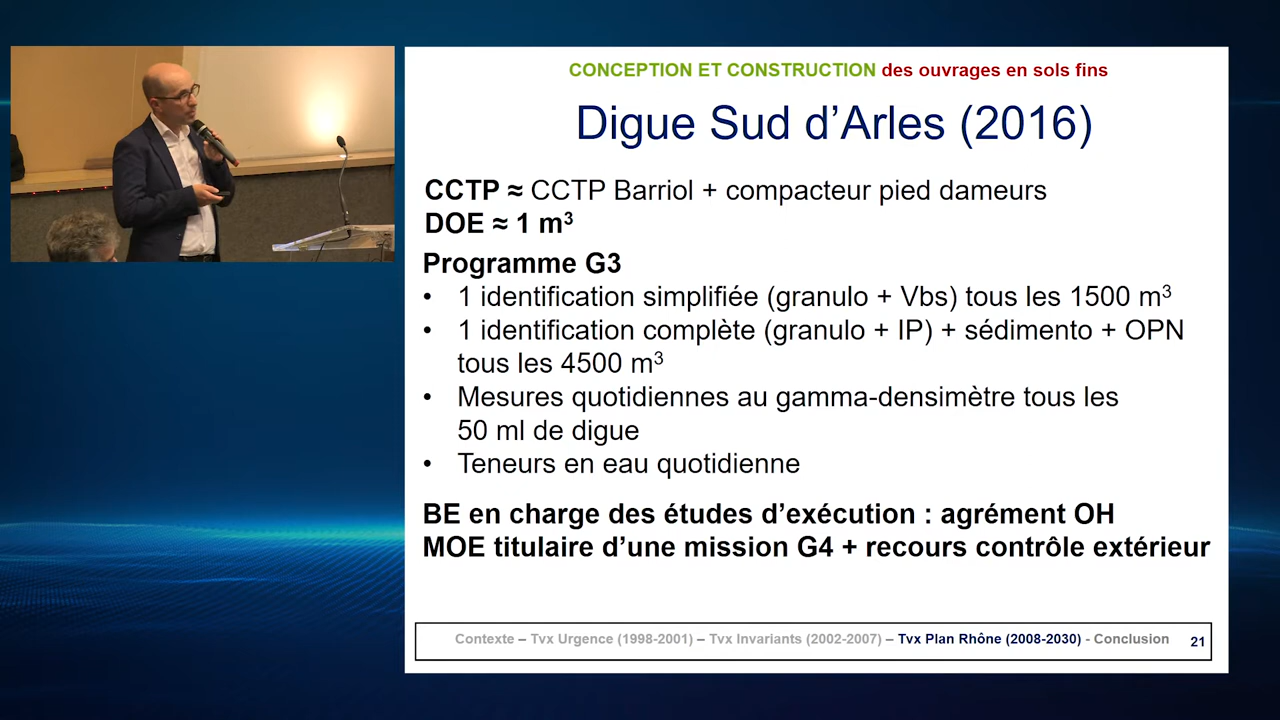 CONCEPTION ET CONSTRUCTION des ouvrages en sols fins
Digue Sud d’Arles (2016)
CCTP ≈ CCTP Barriol + compacteur pied dameurs
DOE ≈ 1 m³
Programme G3
• 1 identification simplifiée (granulo + Vbs) tous les 1500 m³
• 1 identification complète (granulo + IP) + sédimento + OPN
tous les 4500 m³
• Mesures quotidiennes au gamma-densimètre tous les
50 ml de digue
• Teneurs en eau quotidienne
BE en charge des études d’exécution : agrément OH
MOE titulaire d’une mission G4 + recours contrôle extérieur
Contexte – Tvx Urgence (1998-2001) – Tvx Invariants (2002-2007) – Tvx Plan Rhône (2008-2030) - Conclusion 21